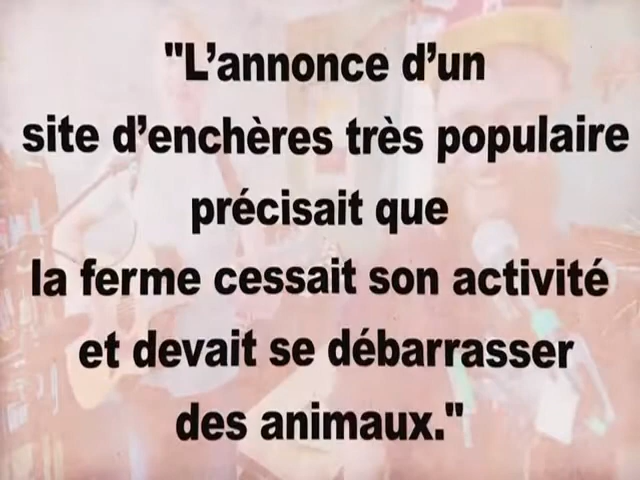 "L’annonce d’un
site d’enchères très populaire
précisait que
la ferme cessait son activité
et devait se débarrasser
des animaux."